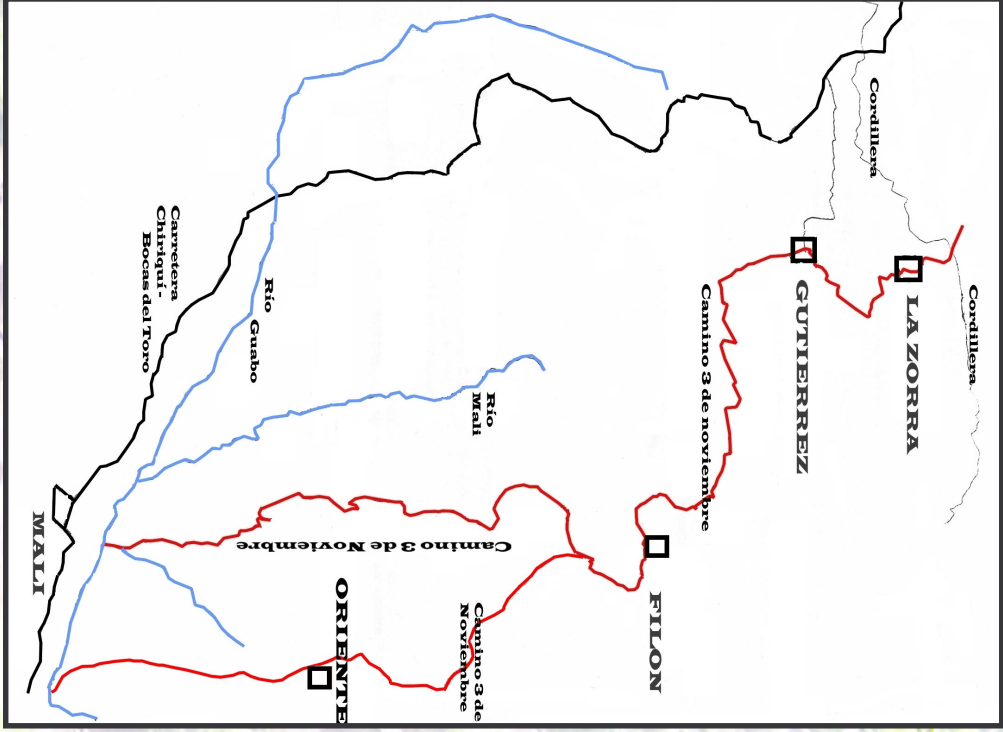 Cordillera
Cordillera
LA ZORRA
GUTIERREZ
Camino 3 de noviembre
FILON
Río
Mali
Camino 3 de
Noviembre
Camino 3 de Noviembre
ORIENTE
Río Guabo
Carretera
Chiriquí -
Bocas del Toro
MALI